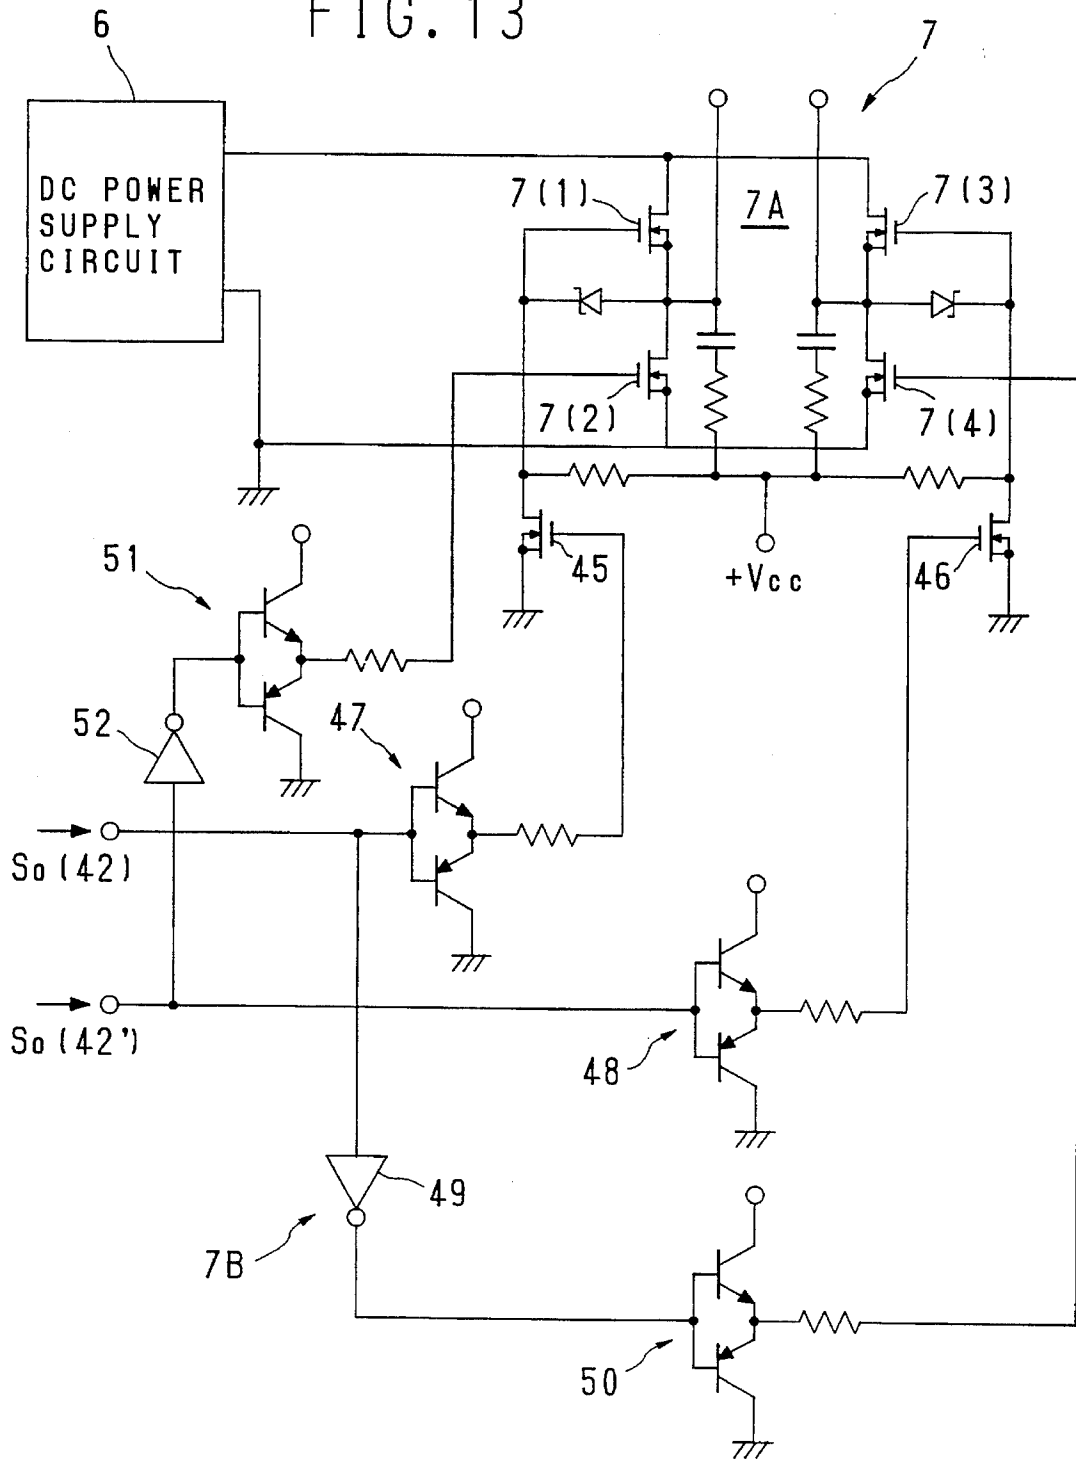 FIG. 13
6
7
DC POWER
SUPPLY
CIRCUIT
7(1)
7A
7(3)
7(2)
7(4)
51
45
+Vcc
46
52
47
So(42)
So(42')
48
49
7B
50